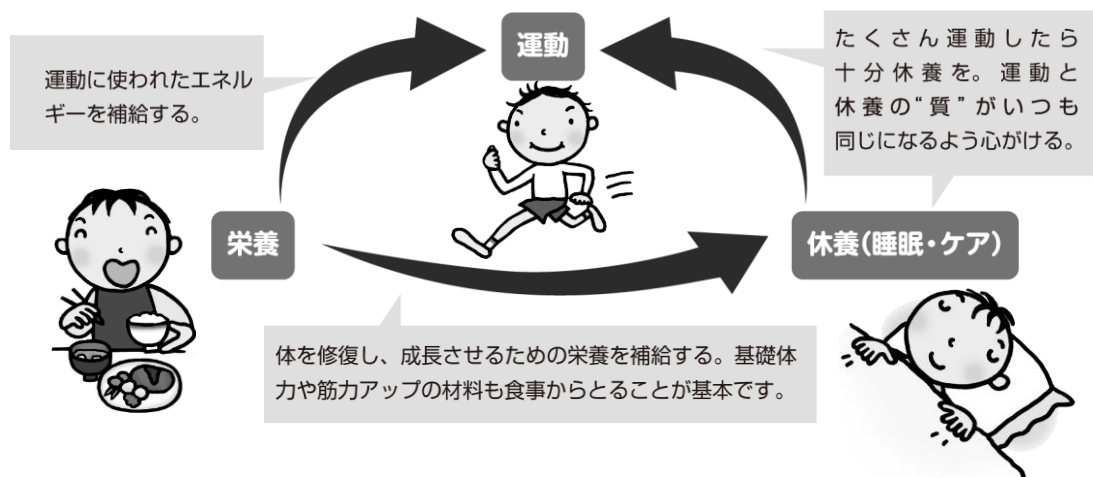 運動
運動に使われたエネル
ギーを補給する。
たくさん運動したら
十分休養を。運動と
休養の“質”がいつも
同じになるよう心がける。
栄養
休養(睡眠・ケア)
体を修復し、成長させるための栄養を補給する。基礎体
力や筋力アップの材料も食事からとることが基本です。